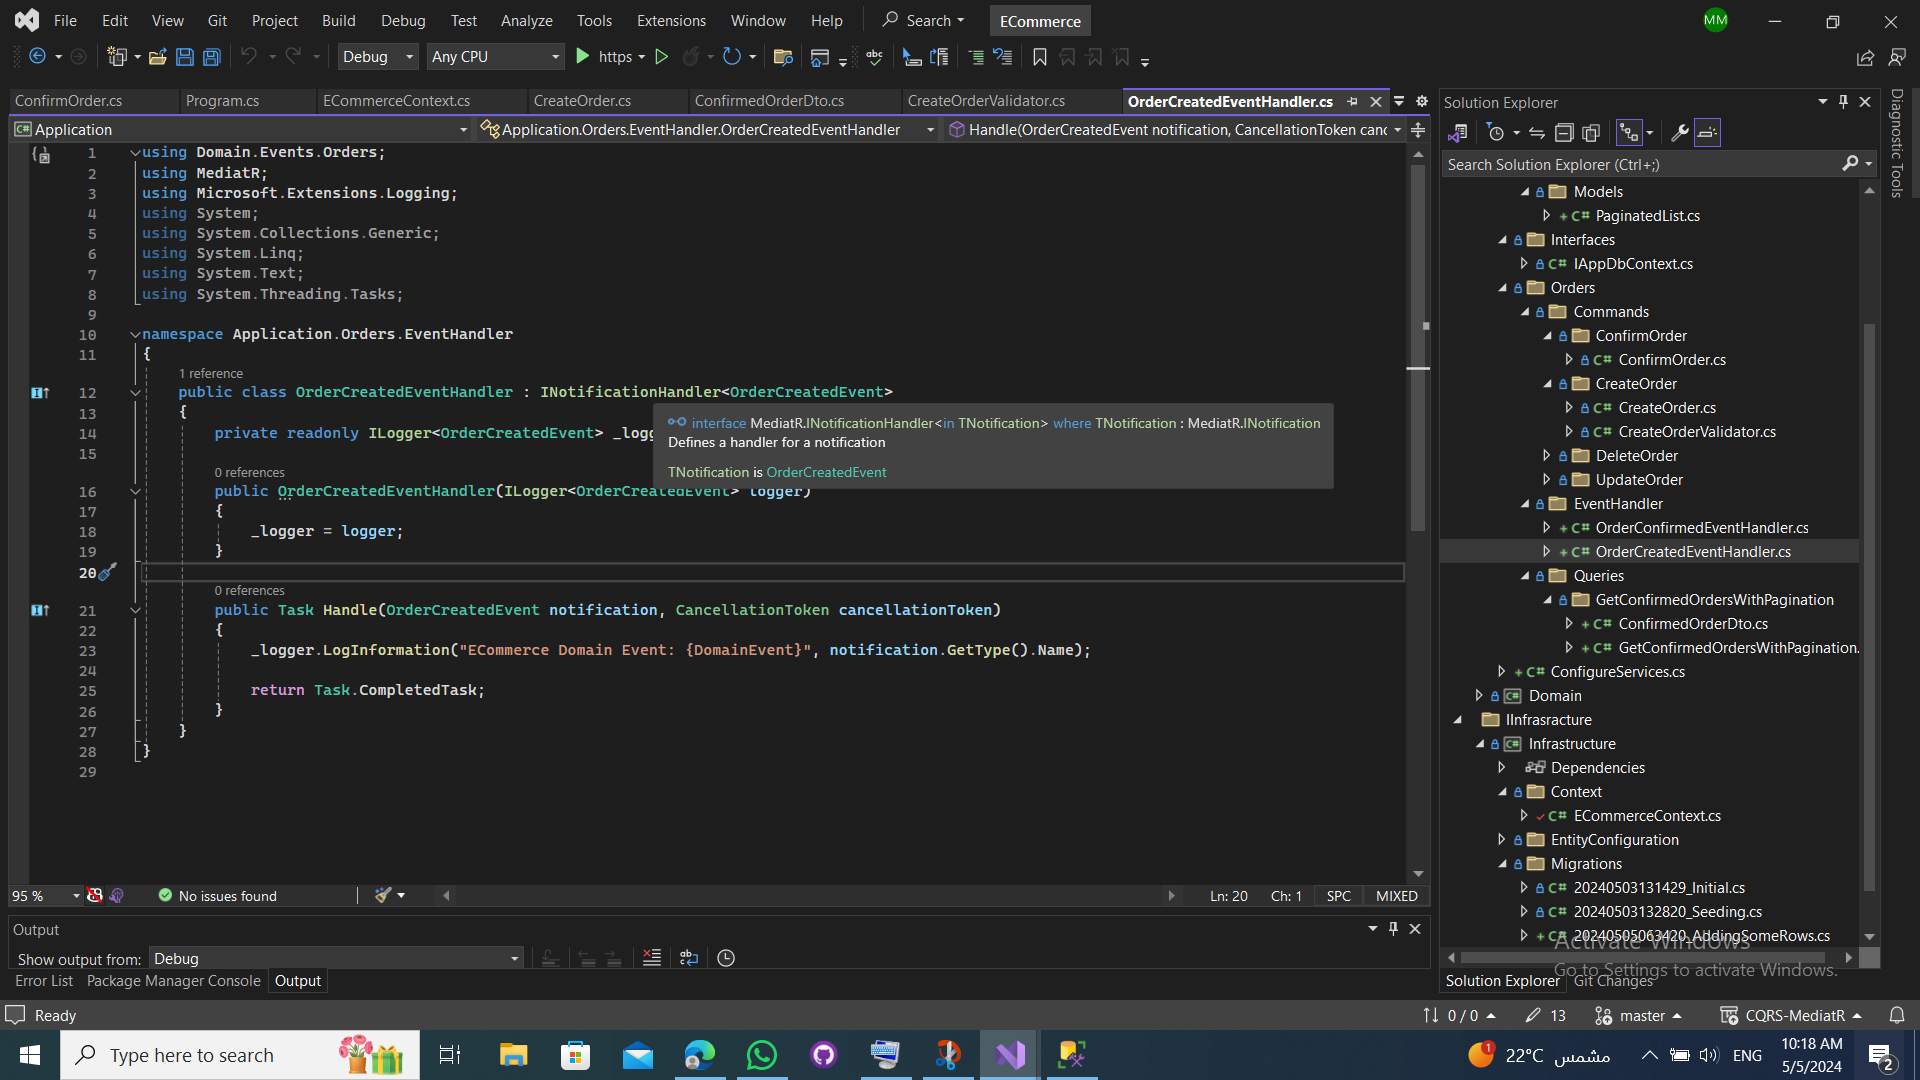 File Edit View Git Project Build Debug Test Analyze Tools Extensions Window Help Search ECommerce MM
Debug Any CPU https
ConfirmOrder.cs Program.cs ECommerceContext.cs CreateOrder.cs ConfirmedOrderDto.cs CreateOrderValidator.cs OrderCreatedEventHandler.cs
Application Application.Orders.EventHandler.OrderCreatedEventHandler Handle(OrderCreatedEvent notification, CancellationToken canc
1 using Domain.Events.Orders;
2 using MediatR;
3 using Microsoft.Extensions.Logging;
4 using System;
5 using System.Collections.Generic;
6 using System.Linq;
7 using System.Text;
8 using System.Threading.Tasks;
9
10 namespace Application.Orders.EventHandler
11 {
1 reference
12 public class OrderCreatedEventHandler : INotificationHandler<OrderCreatedEvent>
13 {
interface MediatR.INotificationHandler<in TNotification> where TNotification : MediatR.INotification
Defines a handler for a notification
TNotification is OrderCreatedEvent
14 private readonly ILogger<OrderCreatedEvent> _logg
15
0 references
16 public OrderCreatedEventHandler(ILogger<OrderCreatedEvent> logger)
17 {
18 _logger = logger;
19 }
20
0 references
21 public Task Handle(OrderCreatedEvent notification, CancellationToken cancellationToken)
22 {
23 _logger.LogInformation("ECommerce Domain Event: {DomainEvent}", notification.GetType().Name);
24
25 return Task.CompletedTask;
26 }
27 }
28 }
29
95 % No issues found Ln: 20 Ch: 1 SPC MIXED
Output
Show output from: Debug
Error List Package Manager Console Output
Solution Explorer
Search Solution Explorer (Ctrl+;)
Models
PaginatedList.cs
Interfaces
IAppDbContext.cs
Orders
Commands
ConfirmOrder
ConfirmOrder.cs
CreateOrder
CreateOrder.cs
CreateOrderValidator.cs
DeleteOrder
UpdateOrder
EventHandler
OrderConfirmedEventHandler.cs
OrderCreatedEventHandler.cs
Queries
GetConfirmedOrdersWithPagination
ConfirmedOrderDto.cs
GetConfirmedOrdersWithPagination.
ConfigureServices.cs
Domain
IInfrasracture
Infrastructure
Dependencies
Context
ECommerceContext.cs
EntityConfiguration
Migrations
20240503131429_Initial.cs
20240503132820_Seeding.cs
20240505063420_AddingSomeRows.cs
Activate Windows
Go to Settings to activate Windows.
Solution Explorer Git Changes
Diagnostic Tools
Ready 0 / 0 13 master CQRS-MediatR
Type here to search 1 22°C مشمس ENG 10:18 AM
5/5/2024 2